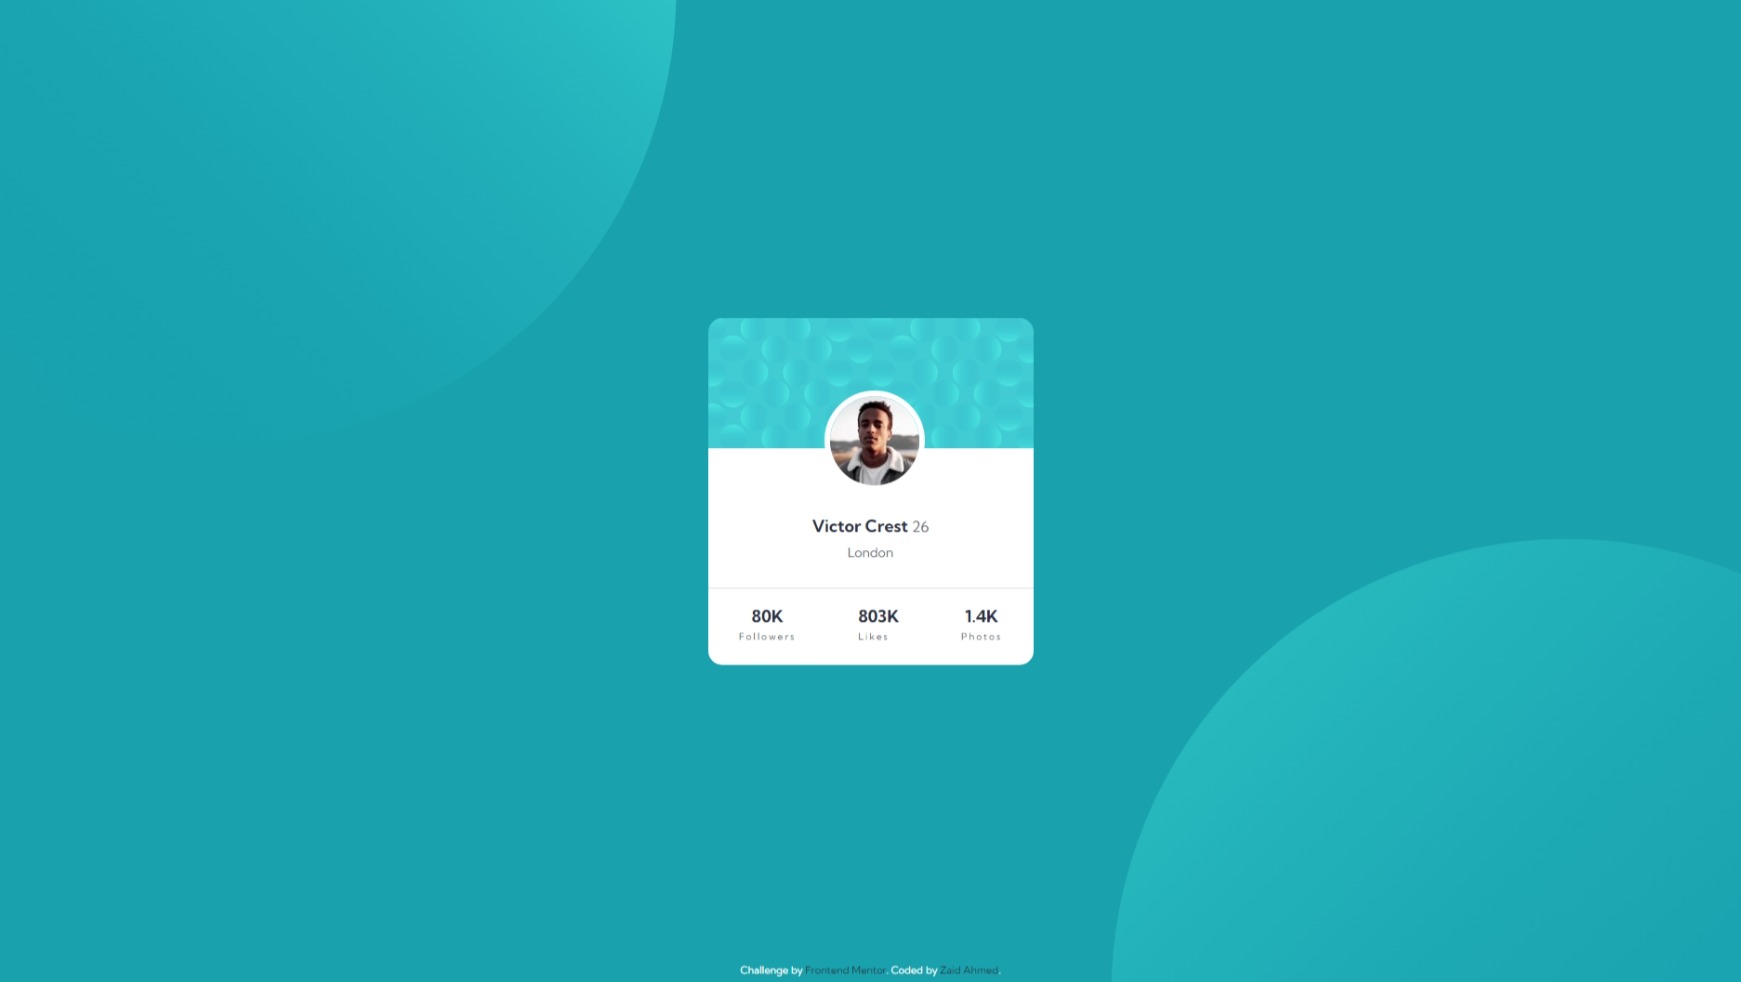 Victor Crest 26
London
80K 803K 1.4K
Followers Likes Photos
Challenge by Frontend Mentor. Coded by Zaid Ahmed.